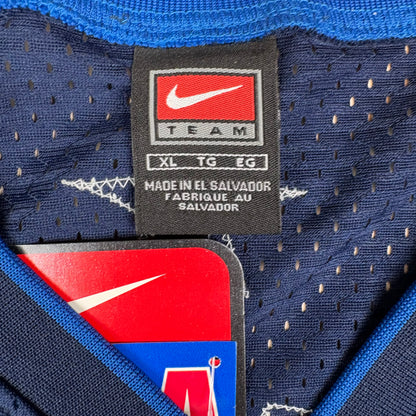 TEAM
XL TG EG
MADE IN EL SALVADOR
FABRIQUE AU
SALVADOR